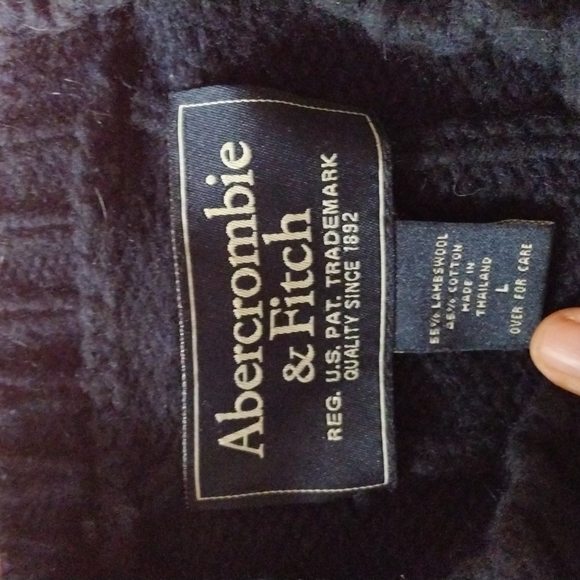 Abercrombie
& Fitch
REG. U.S. PAT. TRADEMARK
QUALITY SINCE 1892
55% LAMBSWOOL
45% COTTON
MADE IN
THAILAND
L
OVER FOR CARE